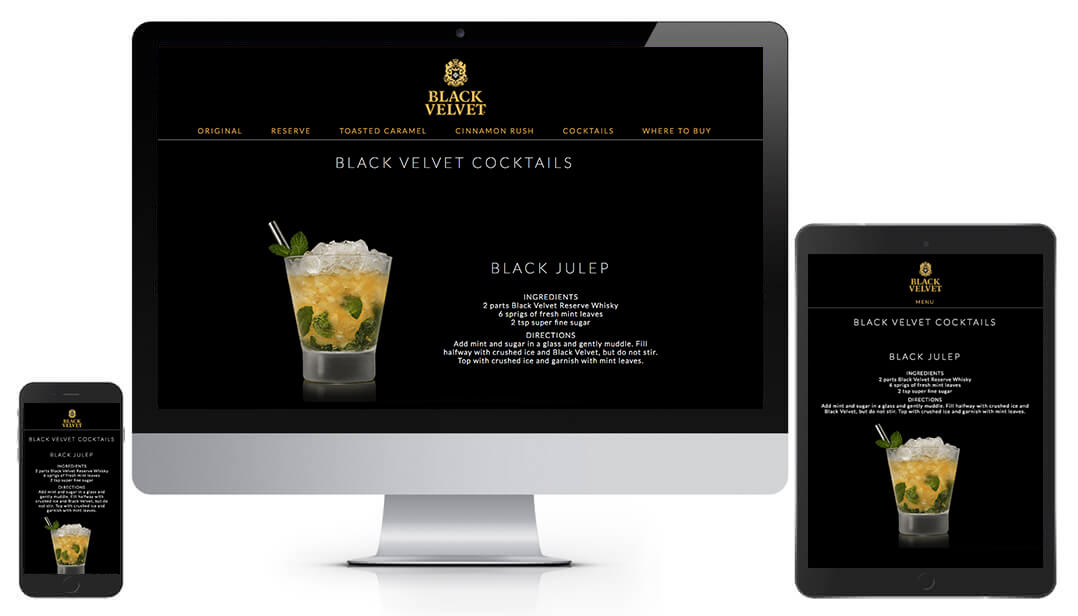 BLACK
VELVET
ORIGINAL RESERVE TOASTED CARAMEL CINNAMON RUSH COCKTAILS WHERE TO BUY
BLACK VELVET COCKTAILS
BLACK JULEP
INGREDIENTS
2 parts Black Velvet Reserve Whisky
6 sprigs of fresh mint leaves
2 tsp super fine sugar
DIRECTIONS
Add mint and sugar in a glass and gently muddle. Fill
halfway with crushed ice and Black Velvet, but do not stir.
Top with crushed ice and garnish with mint leaves.
BLACK
VELVET
BLACK VELVET COCKTAILS
BLACK JULEP
INGREDIENTS
2 parts Black Velvet Reserve Whisky
6 sprigs of fresh mint leaves
2 tsp super fine sugar
DIRECTIONS
Add mint and sugar in a glass and
gently muddle. Fill halfway with
crushed ice and Black Velvet, but do
not stir. Top with crushed ice and
garnish with mint leaves.
BLACK
VELVET
MENU
BLACK VELVET COCKTAILS
BLACK JULEP
INGREDIENTS
2 parts Black Velvet Reserve Whisky
6 sprigs of fresh mint leaves
2 tsp super fine sugar
DIRECTIONS
Add mint and sugar in a glass and gently muddle. Fill halfway with crushed ice and
Black Velvet, but do not stir. Top with crushed ice and garnish with mint leaves.